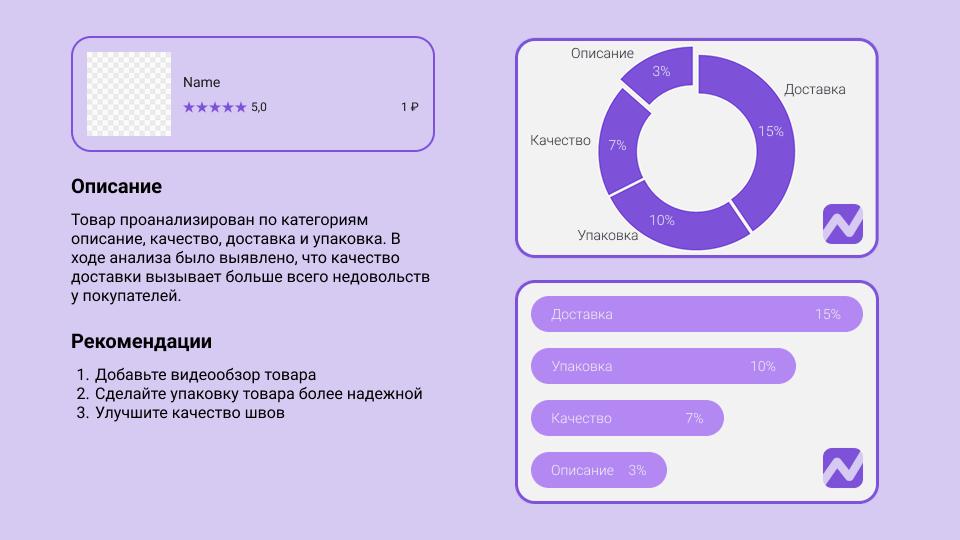 Name
5,0
1 ₽
Описание
Товар проанализирован по категориям
описание, качество, доставка и упаковка. В
ходе анализа было выявлено, что качество
доставки вызывает больше всего недовольств
у покупателей.
Рекомендации
1. Добавьте видеообзор товара
2. Сделайте упаковку товара более надежной
3. Улучшите качество швов
Описание
3%
Доставка
15%
Качество
7%
10%
Упаковка
Доставка 15%
Упаковка 10%
Качество 7%
Описание 3%